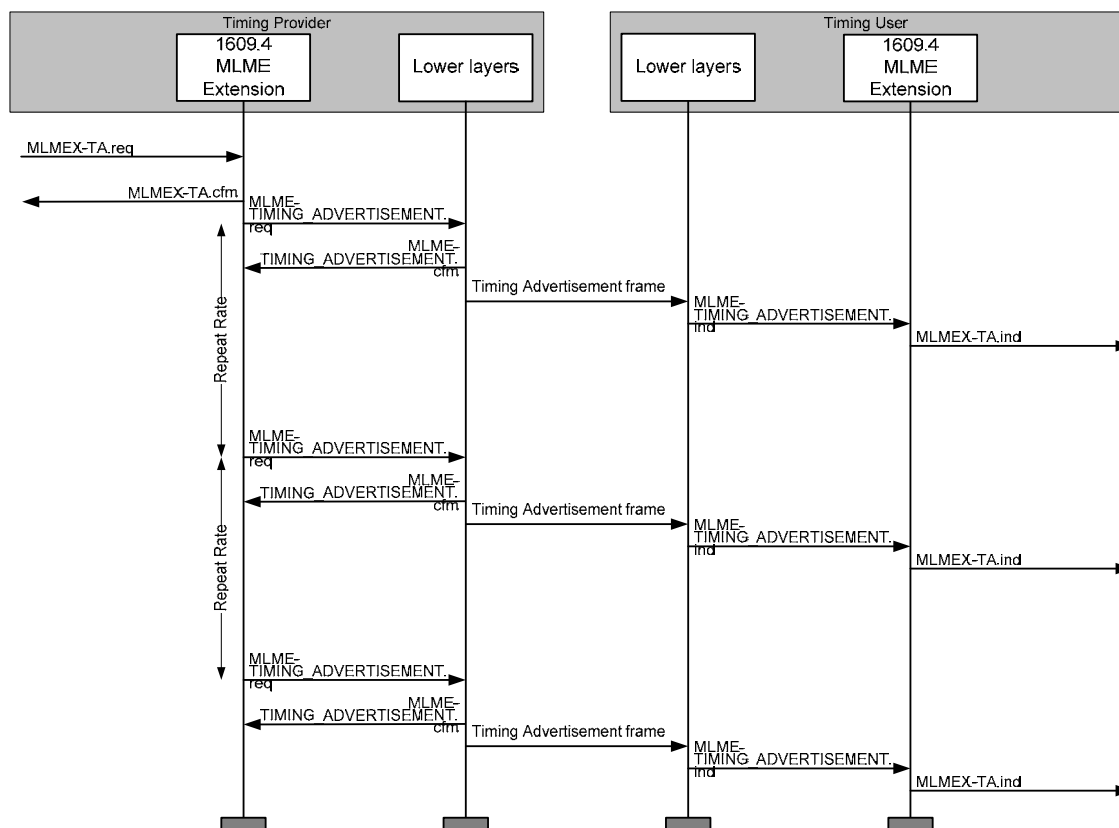 Timing Provider
Timing User
1609.4
MLME
Extension
Lower layers
Lower layers
1609.4
MLME
Extension
MLMEX-TA.req
MLMEX-TA.cfm
MLME-
TIMING_ADVERTISEMENT.
req
MLME-
TIMING_ADVERTISEMENT.
cfm
Timing Advertisement frame
MLME-
TIMING_ADVERTISEMENT.
ind
MLMEX-TA.ind
Repeat Rate
MLME-
TIMING_ADVERTISEMENT.
req
MLME-
TIMING_ADVERTISEMENT.
cfm
Timing Advertisement frame
MLME-
TIMING_ADVERTISEMENT.
ind
MLMEX-TA.ind
Repeat Rate
MLME-
TIMING_ADVERTISEMENT.
req
MLME-
TIMING_ADVERTISEMENT.
cfm
Timing Advertisement frame
MLME-
TIMING_ADVERTISEMENT.
ind
MLMEX-TA.ind